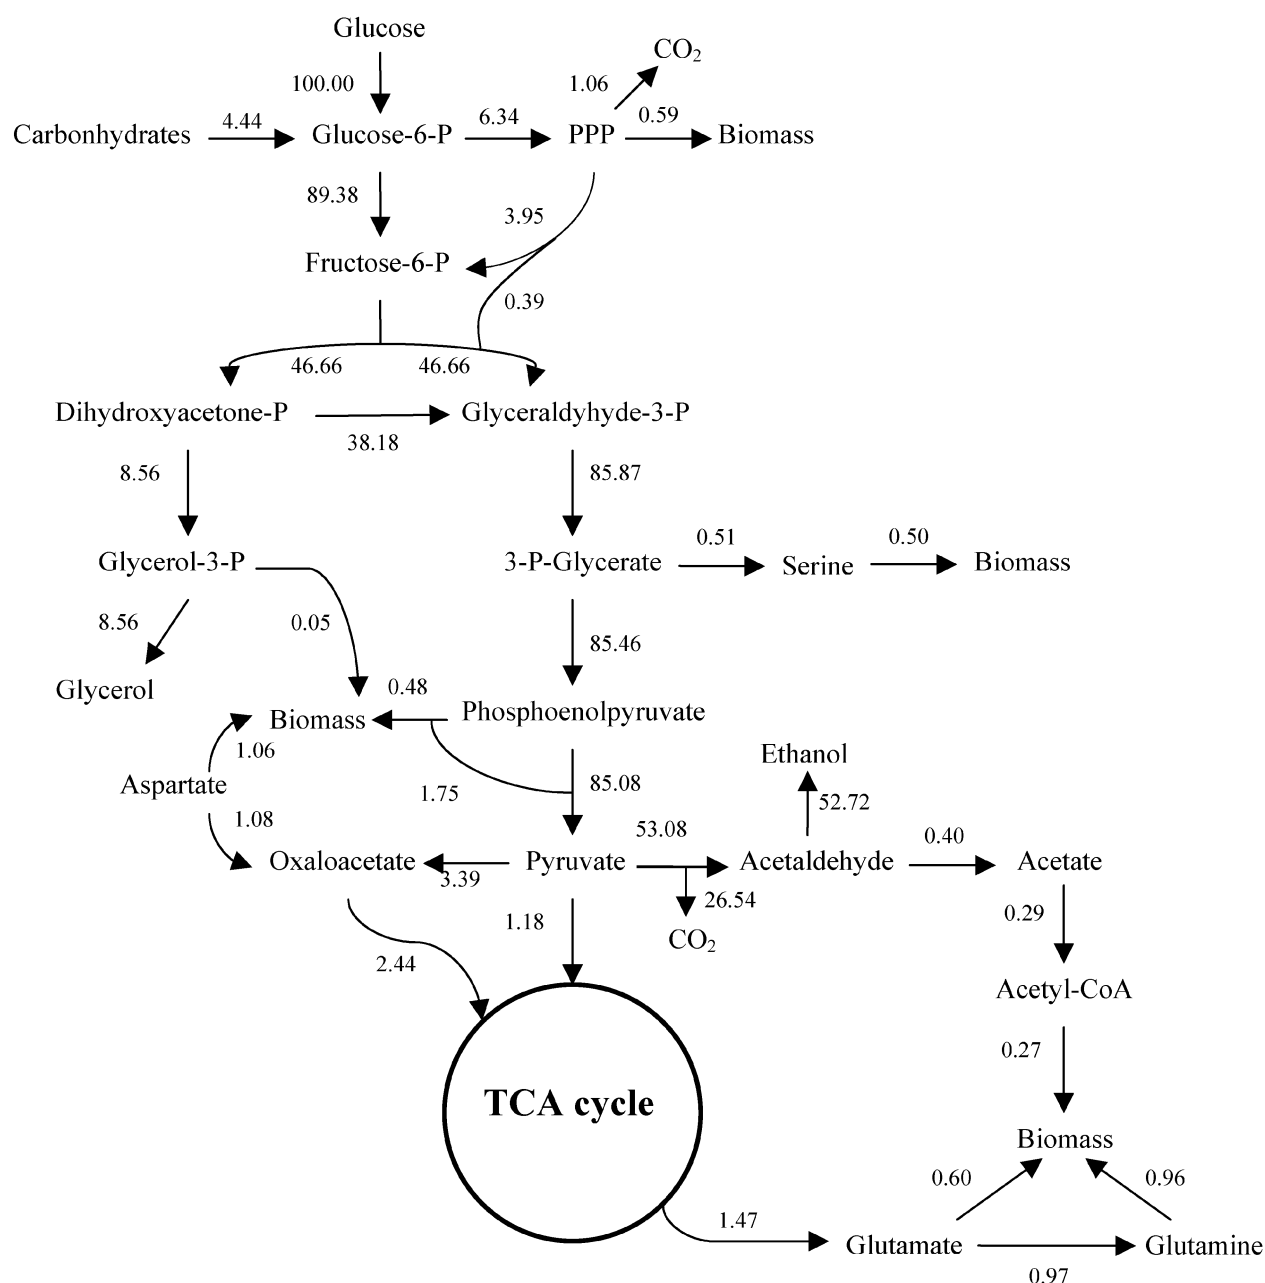 Glucose
CO₂
100.00
1.06
Carbonhydrates
4.44
Glucose-6-P
6.34
PPP
0.59
Biomass
89.38
3.95
Fructose-6-P
0.39
46.66
46.66
Dihydroxyacetone-P
38.18
Glyceraldyhyde-3-P
8.56
85.87
Glycerol-3-P
3-P-Glycerate
0.51
Serine
0.50
Biomass
8.56
0.05
85.46
Glycerol
0.48
Biomass
Phosphoenolpyruvate
1.06
Ethanol
Aspartate
1.75
85.08
52.72
1.08
53.08
0.40
Oxaloacetate
3.39
Pyruvate
Acetaldehyde
Acetate
26.54
CO₂
0.29
1.18
2.44
Acetyl-CoA
0.27
TCA cycle
Biomass
0.60
0.96
1.47
Glutamate
0.97
Glutamine